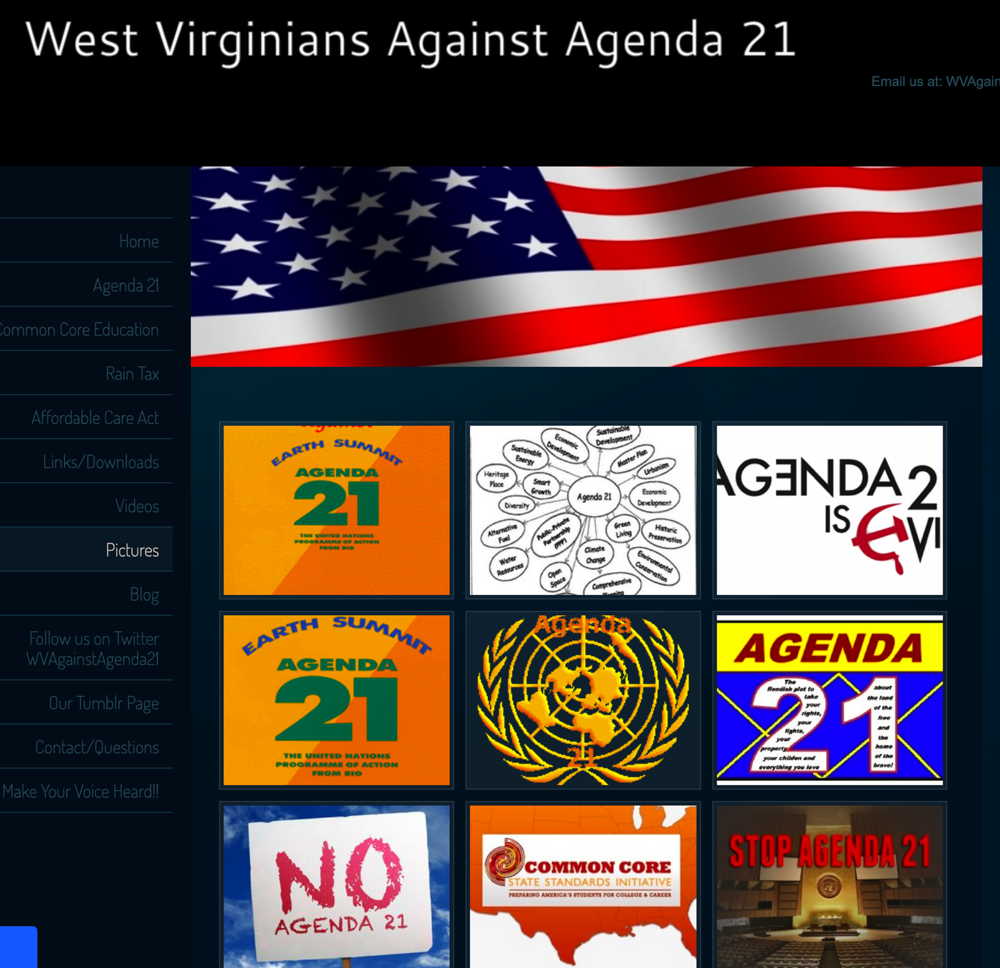 West Virginians Against Agenda 21
Email us at: WVAgain
Home
Agenda 21
Common Core Education
Rain Tax
Affordable Care Act
Links/Downloads
Videos
Pictures
Blog
Follow us on Twitter
WVAgainstAgenda21
Our Tumblr Page
Contact/Questions
Make Your Voice Heard!!
EARTH SUMMIT
AGENDA
21
THE UNITED NATIONS
PROGRAMME OF ACTION
FROM RIO
Sustainable
Development
Economic
Development
Sustainable
Energy
Master Plan
Urbanism
Heritage
Place
Smart
Growth
Agenda 21
Economic
Development
Diversity
Alternative
Fuel
Public-Private
Partnership
(PPP)
Green
Living
Historic
Preservation
Water
Resources
Climate
Change
Environmental
Conservation
Open
Space
Comprehensive
Planning
AGENDA 2
IS EVI
EARTH SUMMIT
AGENDA
21
THE UNITED NATIONS
PROGRAMME OF ACTION
FROM RIO
Agenda
21
AGENDA
21
The
fiendish plot to
take
your
rights,
your
lights,
your
property
your childen and
everything you love
about
the land
of the
free
and
the
home
of the
brave!
NO
AGENDA 21
COMMON CORE
STATE STANDARDS INITIATIVE
PREPARING AMERICA'S STUDENTS FOR COLLEGE & CAREER
STOP AGENDA 21